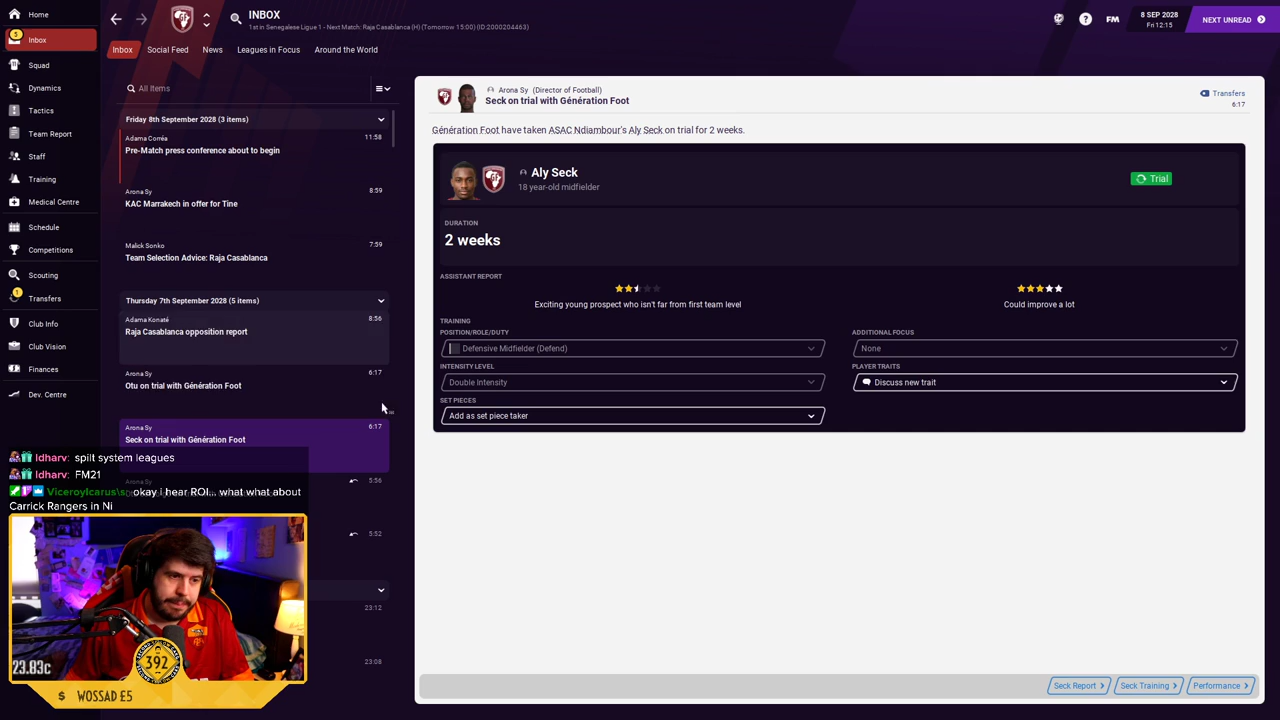 INBOX
1st in Senegalese Ligue 1 - Next Match: Raja Casablanca (H) (Tomorrow 15:00) (ID:2000204463)
FM
8 SEP 2028
Fri 12:15
NEXT UNREAD
Home
5
Inbox
Squad
Dynamics
Tactics
Team Report
Staff
Training
Medical Centre
Schedule
Competitions
Scouting
1
Transfers
Club Info
Club Vision
Finances
Dev. Centre
Inbox
Social Feed
News
Leagues in Focus
Around the World
All Items
Friday 8th September 2028 (3 items)
Adama Corréa
11:58
Pre-Match press conference about to begin
Arona Sy
8:59
KAC Marrakech in offer for Tine
Malick Sonko
7:59
Team Selection Advice: Raja Casablanca
Thursday 7th September 2028 (5 items)
Adama Konaté
8:56
Raja Casablanca opposition report
Arona Sy
6:17
Otu on trial with Génération Foot
Arona Sy
6:17
Seck on trial with Génération Foot
Arona Sy
5:56
5:52
23:12
23:08
Arona Sy (Director of Football)
Seck on trial with Génération Foot
Transfers
6:17
Génération Foot have taken ASAC Ndiambour's Aly Seck on trial for 2 weeks.
Aly Seck
18 year-old midfielder
Trial
DURATION
2 weeks
ASSISTANT REPORT
Exciting young prospect who isn't far from first team level
Could improve a lot
TRAINING
POSITION/ROLE/DUTY
Defensive Midfielder (Defend)
ADDITIONAL FOCUS
None
INTENSITY LEVEL
Double Intensity
PLAYER TRAITS
Discuss new trait
SET PIECES
Add as set piece taker
Seck Report
Seck Training
Performance
ldharv: spilt system leagues
ldharv: FM21
ViceroyIcarus\s: okay i hear ROI... what what about
Carrick Rangers in Ni
23.83c
392
$ WOSSAD £5